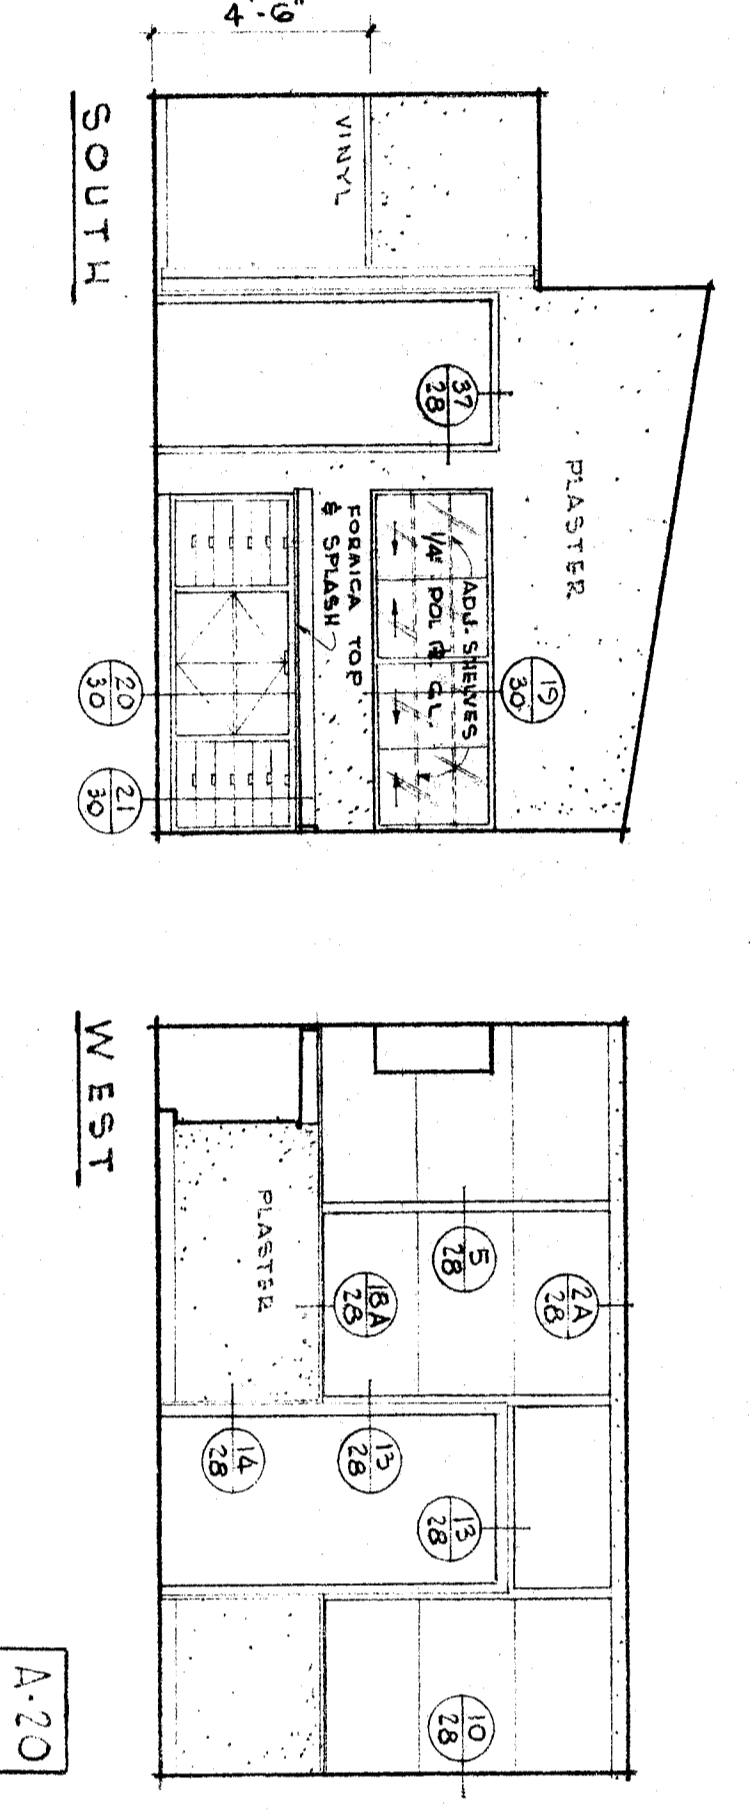 4'-6"
SOUTH
VINYL
PLASTER
37
28
ADJ. SHELVES
1/4" POL PL GL.
19
30
FORMICA TOP
& SPLASH
20
30
21
30
WEST
PLASTER
5
28
2A
28
18A
28
13
28
14
28
13
28
10
28
A-20